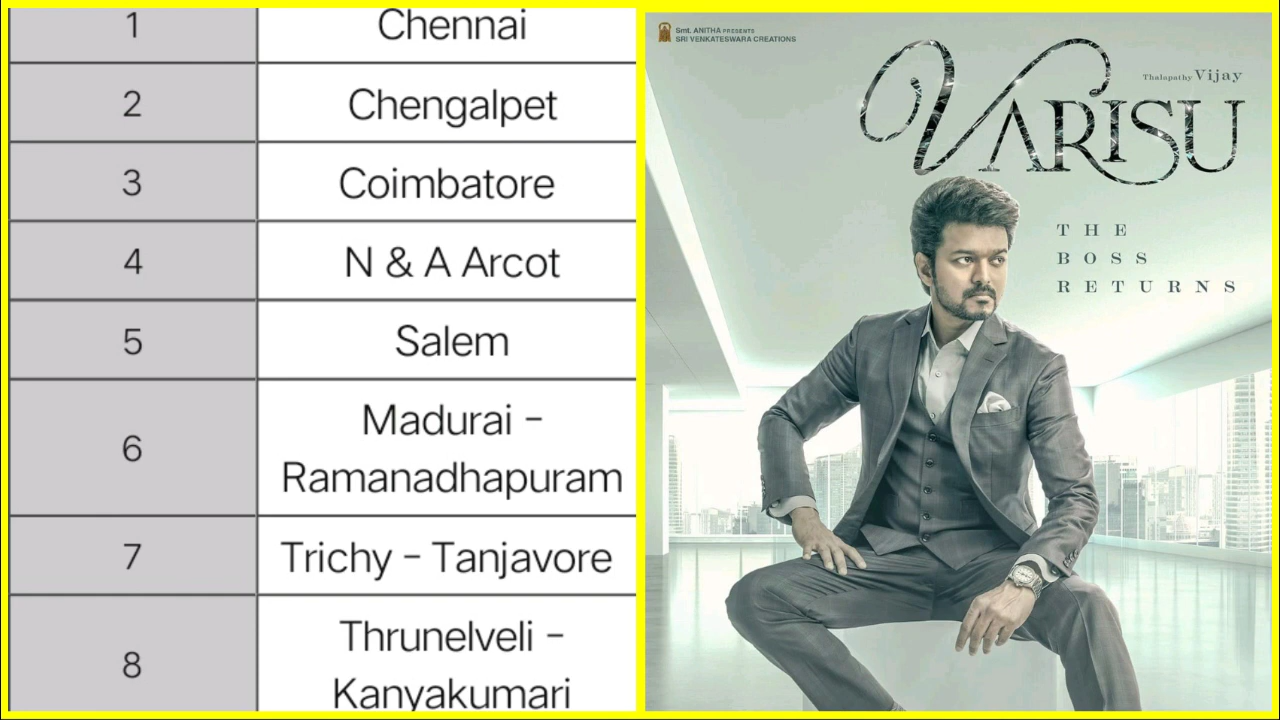 1 Chennai
2 Chengalpet
3 Coimbatore
4 N & A Arcot
5 Salem
6 Madurai –
Ramanadhapuram
7 Trichy – Tanjavore
8 Thrunelveli –
Kanyakumari
Smt. ANITHA PRESENTS
SRI VENKATESWARA CREATIONS
Thalapathy Vijay
VARISU
THE
BOSS
RETURNS